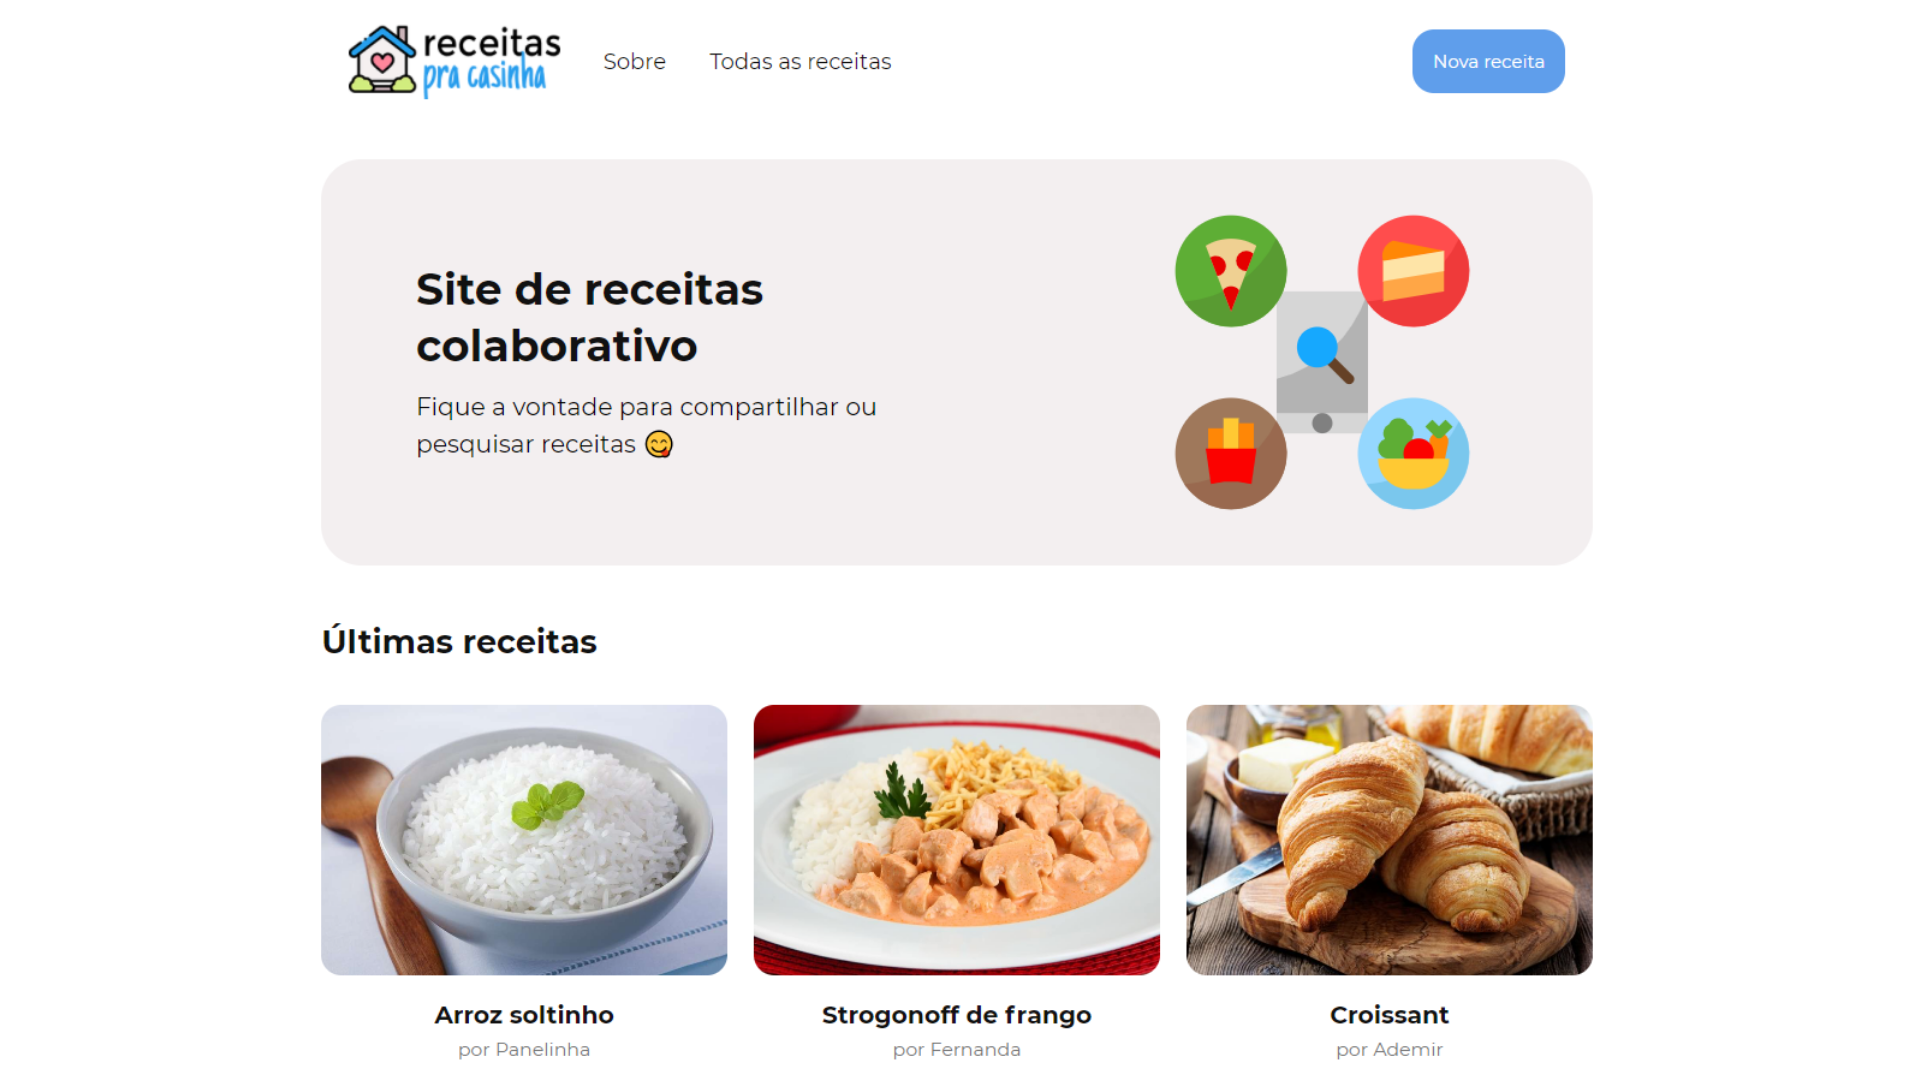 receitas
pra casinha
Sobre
Todas as receitas
Nova receita
Site de receitas
colaborativo
Fique a vontade para compartilhar ou
pesquisar receitas 😋
Últimas receitas
Arroz soltinho
por Panelinha
Strogonoff de frango
por Fernanda
Croissant
por Ademir